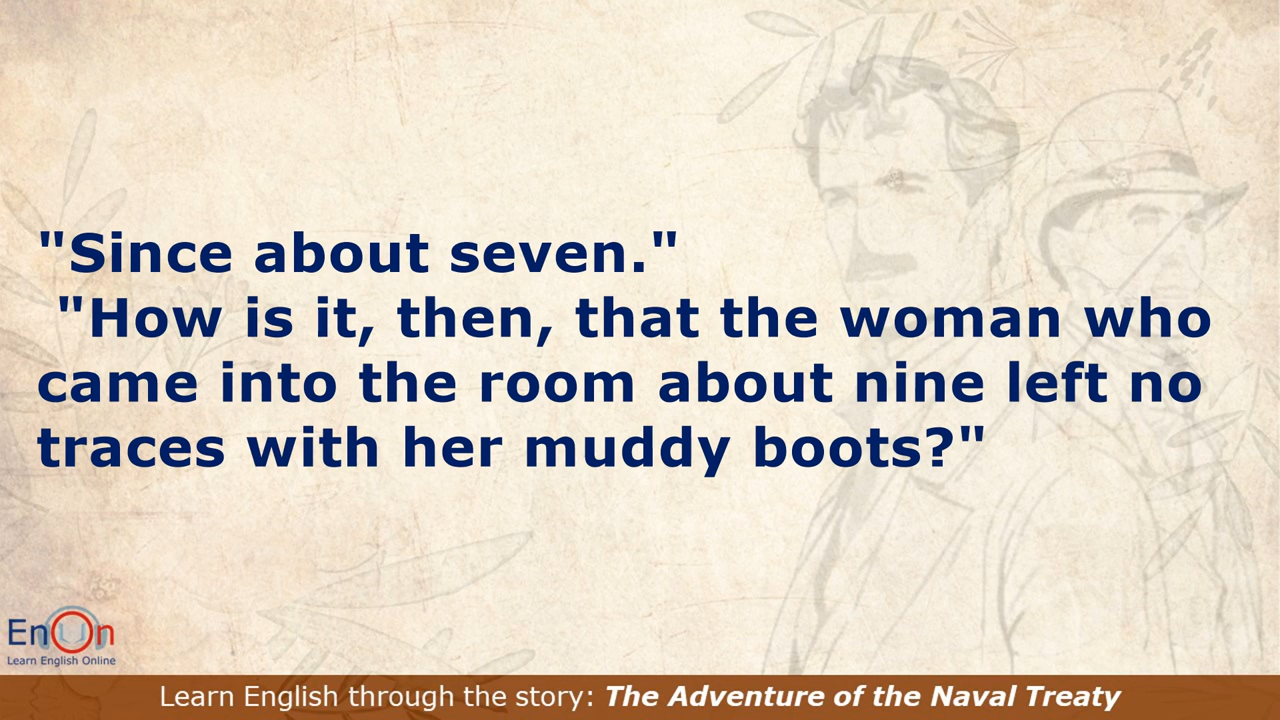 "Since about seven."
"How is it, then, that the woman who
came into the room about nine left no
traces with her muddy boots?"
EnOn
Learn English Online
Learn English through the story: The Adventure of the Naval Treaty